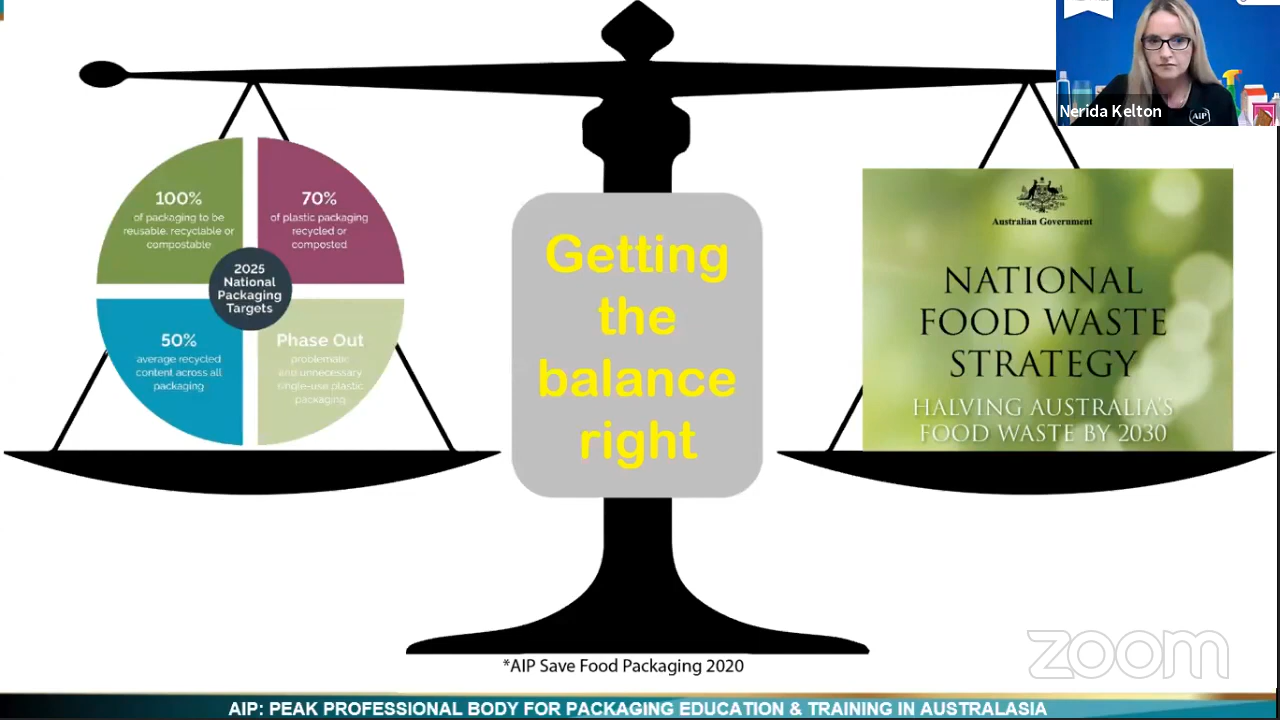 100%
of packaging to be
reusable, recyclable or
compostable
70%
of plastic packaging
recycled or
composted
2025
National
Packaging
Targets
50%
average recycled
content across all
packaging
Phase Out
problematic
and unnecessary
single-use plastic
packaging
Getting
the
balance
right
Australian Government
NATIONAL
FOOD WASTE
STRATEGY
HALVING AUSTRALIA'S
FOOD WASTE BY 2030
Nerida Kelton
AIP
zoom
*AIP Save Food Packaging 2020
AIP: PEAK PROFESSIONAL BODY FOR PACKAGING EDUCATION & TRAINING IN AUSTRALASIA